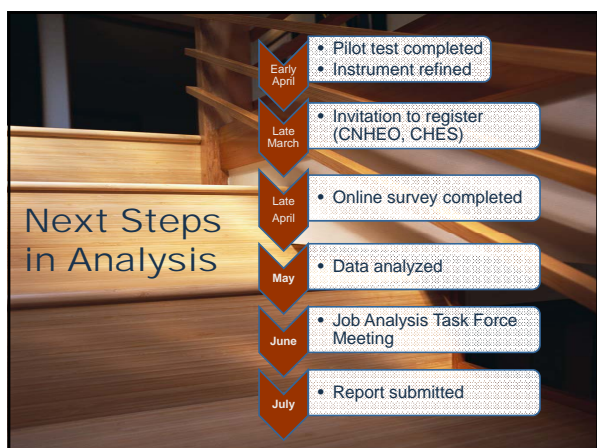 Next Steps
in Analysis
Early
April
• Pilot test completed
• Instrument refined
Late
March
• Invitation to register
(CNHEO, CHES)
Late
April
• Online survey completed
May
• Data analyzed
June
• Job Analysis Task Force
Meeting
July
• Report submitted